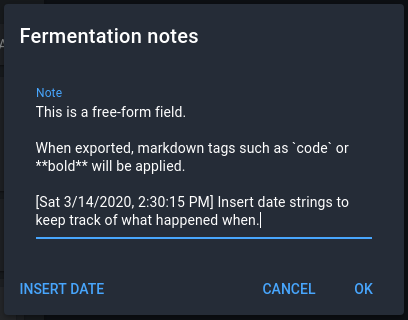 Fermentation notes
Note
This is a free-form field.
When exported, markdown tags such as `code` or
**bold** will be applied.
[Sat 3/14/2020, 2:30:15 PM] Insert date strings to
keep track of what happened when.
INSERT DATE
CANCEL
OK